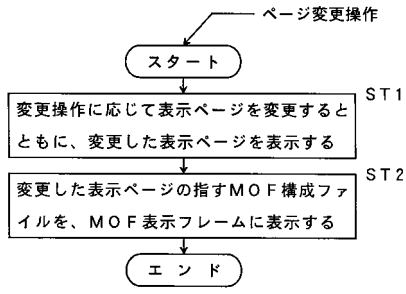 ページ変更操作
スタート
ST1
変更操作に応じて表示ページを変更すると
ともに、変更した表示ページを表示する
ST2
変更した表示ページの指すMOF構成ファ
イルを、MOF表示フレームに表示する
エンド